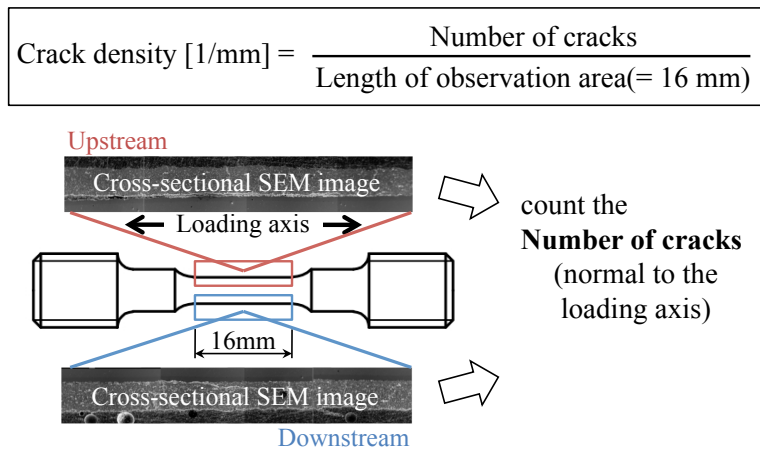 Crack density [1/mm] = Number of cracks / Length of observation area(= 16 mm)
Upstream
Cross-sectional SEM image
Loading axis
count the
Number of cracks
(normal to the
loading axis)
16mm
Cross-sectional SEM image
Downstream